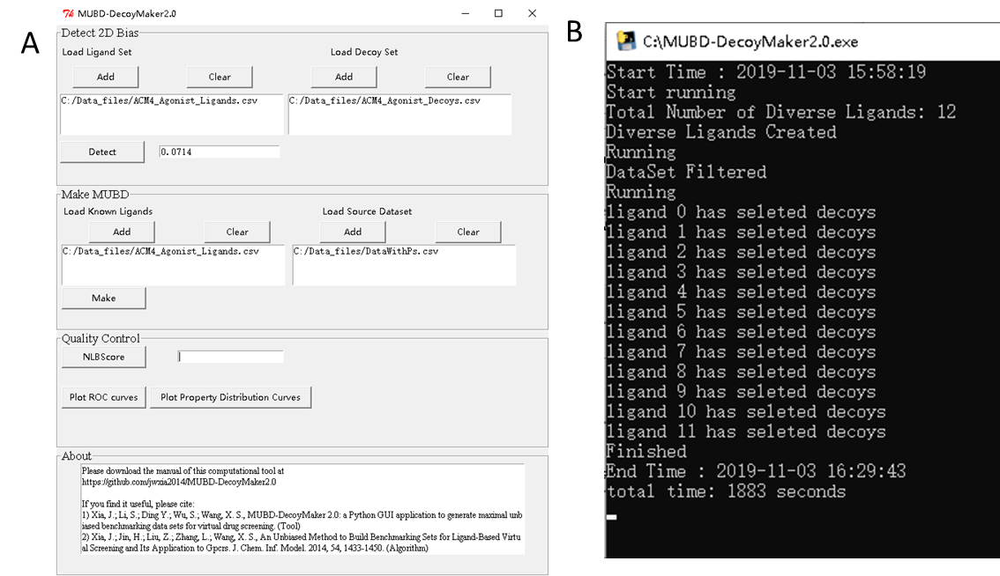 A
MUBD-DecoyMaker2.0
Detect 2D Bias
Load Ligand Set
Load Decoy Set
Add
Clear
Add
Clear
C:/Data_files/ACM4_Agonist_Ligands.csv
C:/Data_files/ACM4_Agonist_Decoys.csv
Detect
0.0714
Make MUBD
Load Known Ligands
Load Source Dataset
Add
Clear
Add
Clear
C:/Data_files/ACM4_Agonist_Ligands.csv
C:/Data_files/DataWithPs.csv
Make
Quality Control
NLBScore
Plot ROC curves
Plot Property Distribution Curves
About
Please download the manual of this computational tool at
https://github.com/jwxia2014/MUBD-DecoyMaker2.0
If you find it useful, please cite:
1) Xia, J.; Li, S.; Ding Y.; Wu, S.; Wang, X. S., MUBD-DecoyMaker 2.0: a Python GUI application to generate maximal unb
iased benchmarking data sets for virtual drug screening. (Tool)
2) Xia, J.; Jin, H.; Liu, Z.; Zhang, L.; Wang, X. S., An Unbiased Method to Build Benchmarking Sets for Ligand-Based Virtu
al Screening and Its Application to Gpcrs. J. Chem. Inf. Model. 2014, 54, 1433-1450. (Algorithm)
B
C:\MUBD-DecoyMaker2.0.exe
Start Time : 2019-11-03 15:58:19
Start running
Total Number of Diverse Ligands: 12
Diverse Ligands Created
Running
DataSet Filtered
Running
ligand 0 has seleted decoys
ligand 1 has seleted decoys
ligand 2 has seleted decoys
ligand 3 has seleted decoys
ligand 4 has seleted decoys
ligand 5 has seleted decoys
ligand 6 has seleted decoys
ligand 7 has seleted decoys
ligand 8 has seleted decoys
ligand 9 has seleted decoys
ligand 10 has seleted decoys
ligand 11 has seleted decoys
Finished
End Time : 2019-11-03 16:29:43
total time: 1883 seconds